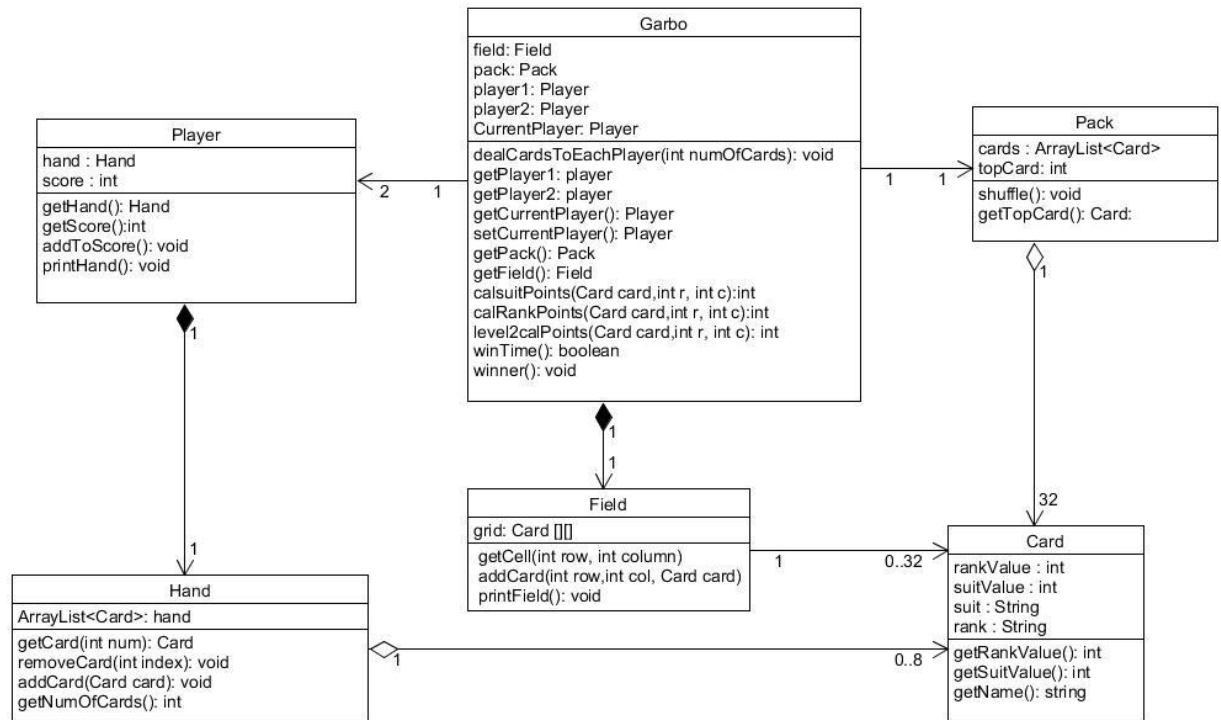 Garbo
field: Field
pack: Pack
player1: Player
player2: Player
CurrentPlayer: Player
dealCardsToEachPlayer(int numOfCards): void
getPlayer1: player
getPlayer2: player
getCurrentPlayer(): Player
setCurrentPlayer(): Player
getPack(): Pack
getField(): Field
calsuitPoints(Card card,int r, int c):int
calRankPoints(Card card,int r, int c):int
level2calPoints(Card card,int r, int c): int
winTime(): boolean
winner(): void
Player
hand : Hand
score : int
getHand(): Hand
getScore():int
addToScore(): void
printHand(): void
2
1
1
1
Pack
cards : ArrayList<Card>
topCard: int
shuffle(): void
getTopCard(): Card:
1
32
1
1
1
1
Field
grid: Card [][]
getCell(int row, int column)
addCard(int row,int col, Card card)
printField(): void
1
0..32
Card
rankValue : int
suitValue : int
suit : String
rank : String
getRankValue(): int
getSuitValue(): int
getName(): string
Hand
ArrayList<Card>: hand
getCard(int num): Card
removeCard(int index): void
addCard(Card card): void
getNumOfCards(): int
1
0..8